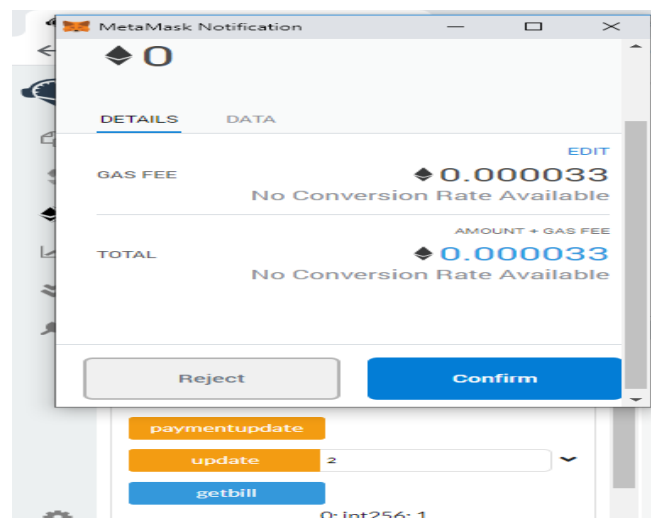 MetaMask Notification
0
DETAILS DATA
EDIT
GAS FEE 0.000033
No Conversion Rate Available
AMOUNT + GAS FEE
TOTAL 0.000033
No Conversion Rate Available
Reject Confirm
paymentupdate
update 2
getbill
0: int256: 1